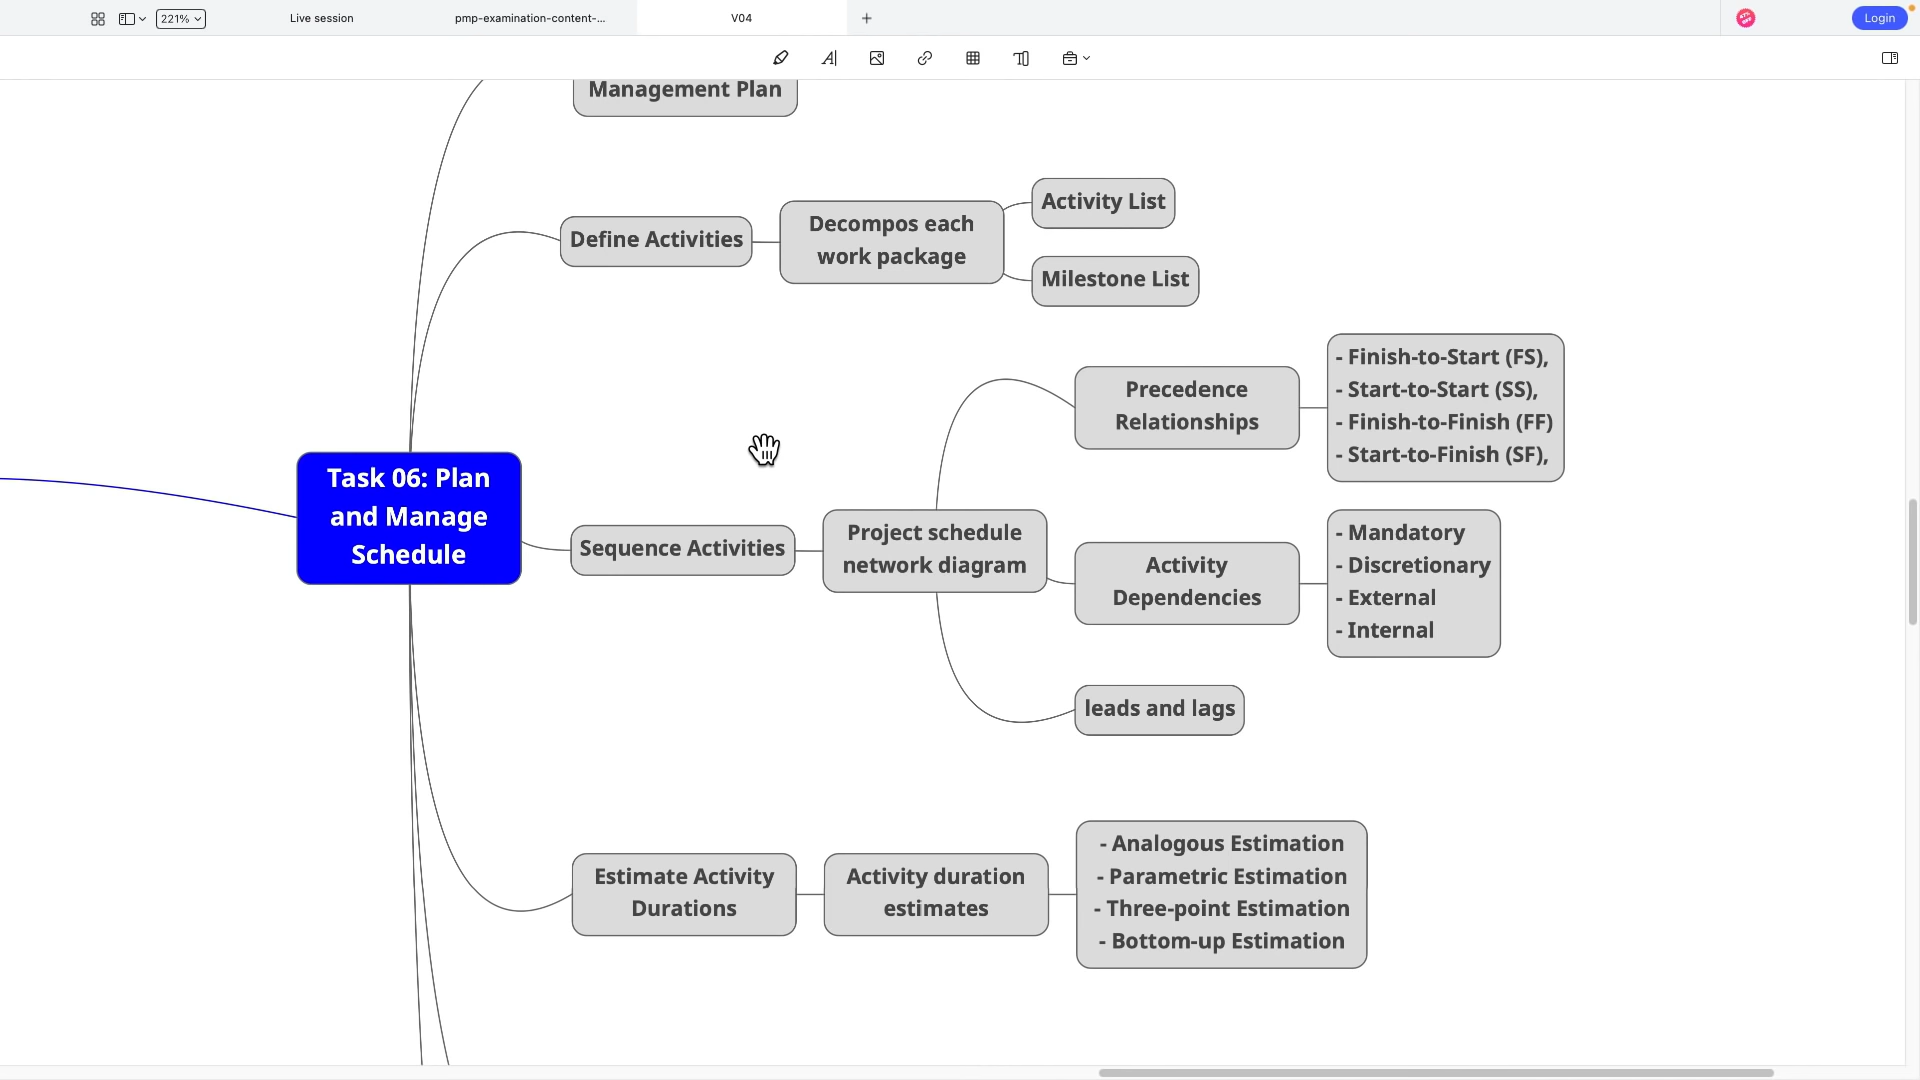 221%
Live session
pmp-examination-content-...
V04
Login
Management Plan
Define Activities
Decompos each
work package
Activity List
Milestone List
Task 06: Plan
and Manage
Schedule
Sequence Activities
Project schedule
network diagram
Precedence
Relationships
- Finish-to-Start (FS),
- Start-to-Start (SS),
- Finish-to-Finish (FF)
- Start-to-Finish (SF),
Activity
Dependencies
- Mandatory
- Discretionary
- External
- Internal
leads and lags
Estimate Activity
Durations
Activity duration
estimates
- Analogous Estimation
- Parametric Estimation
- Three-point Estimation
- Bottom-up Estimation